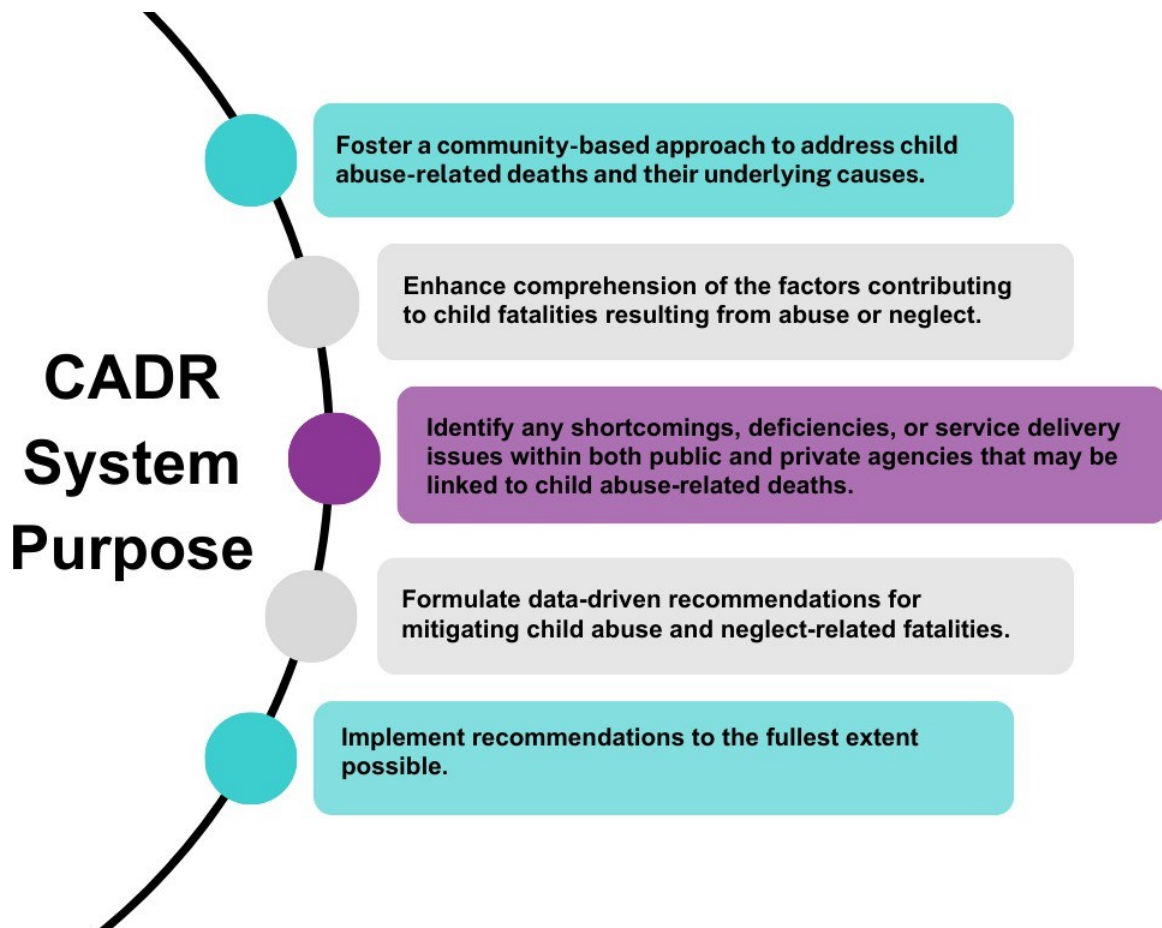 CADR
System
Purpose
Foster a community-based approach to address child
abuse-related deaths and their underlying causes.
Enhance comprehension of the factors contributing
to child fatalities resulting from abuse or neglect.
Identify any shortcomings, deficiencies, or service delivery
issues within both public and private agencies that may be
linked to child abuse-related deaths.
Formulate data-driven recommendations for
mitigating child abuse and neglect-related fatalities.
Implement recommendations to the fullest extent
possible.